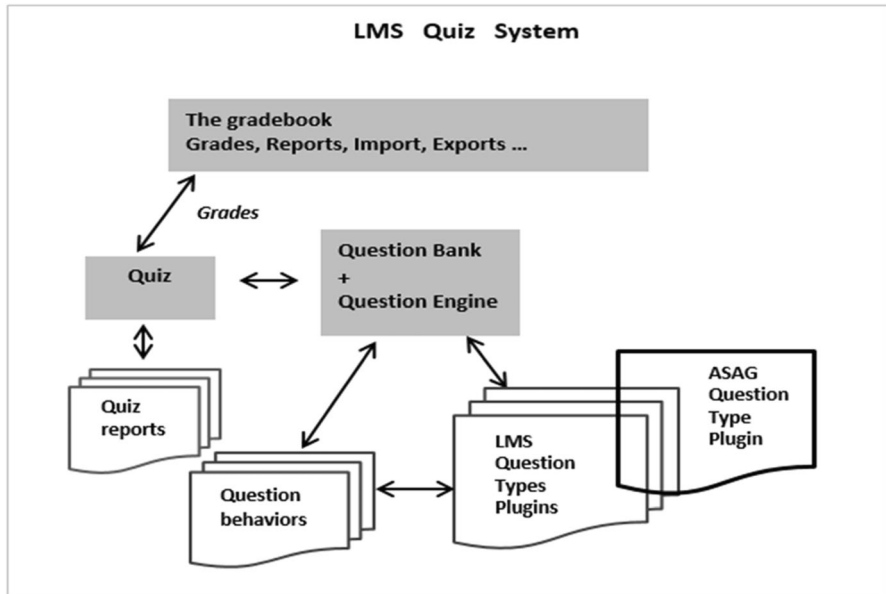 LMS Quiz System
The gradebook
Grades, Reports, Import, Exports ...
Grades
Quiz
Question Bank
+
Question Engine
Quiz
reports
Question
behaviors
LMS
Question
Types
Plugins
ASAG
Question
Type
Plugin